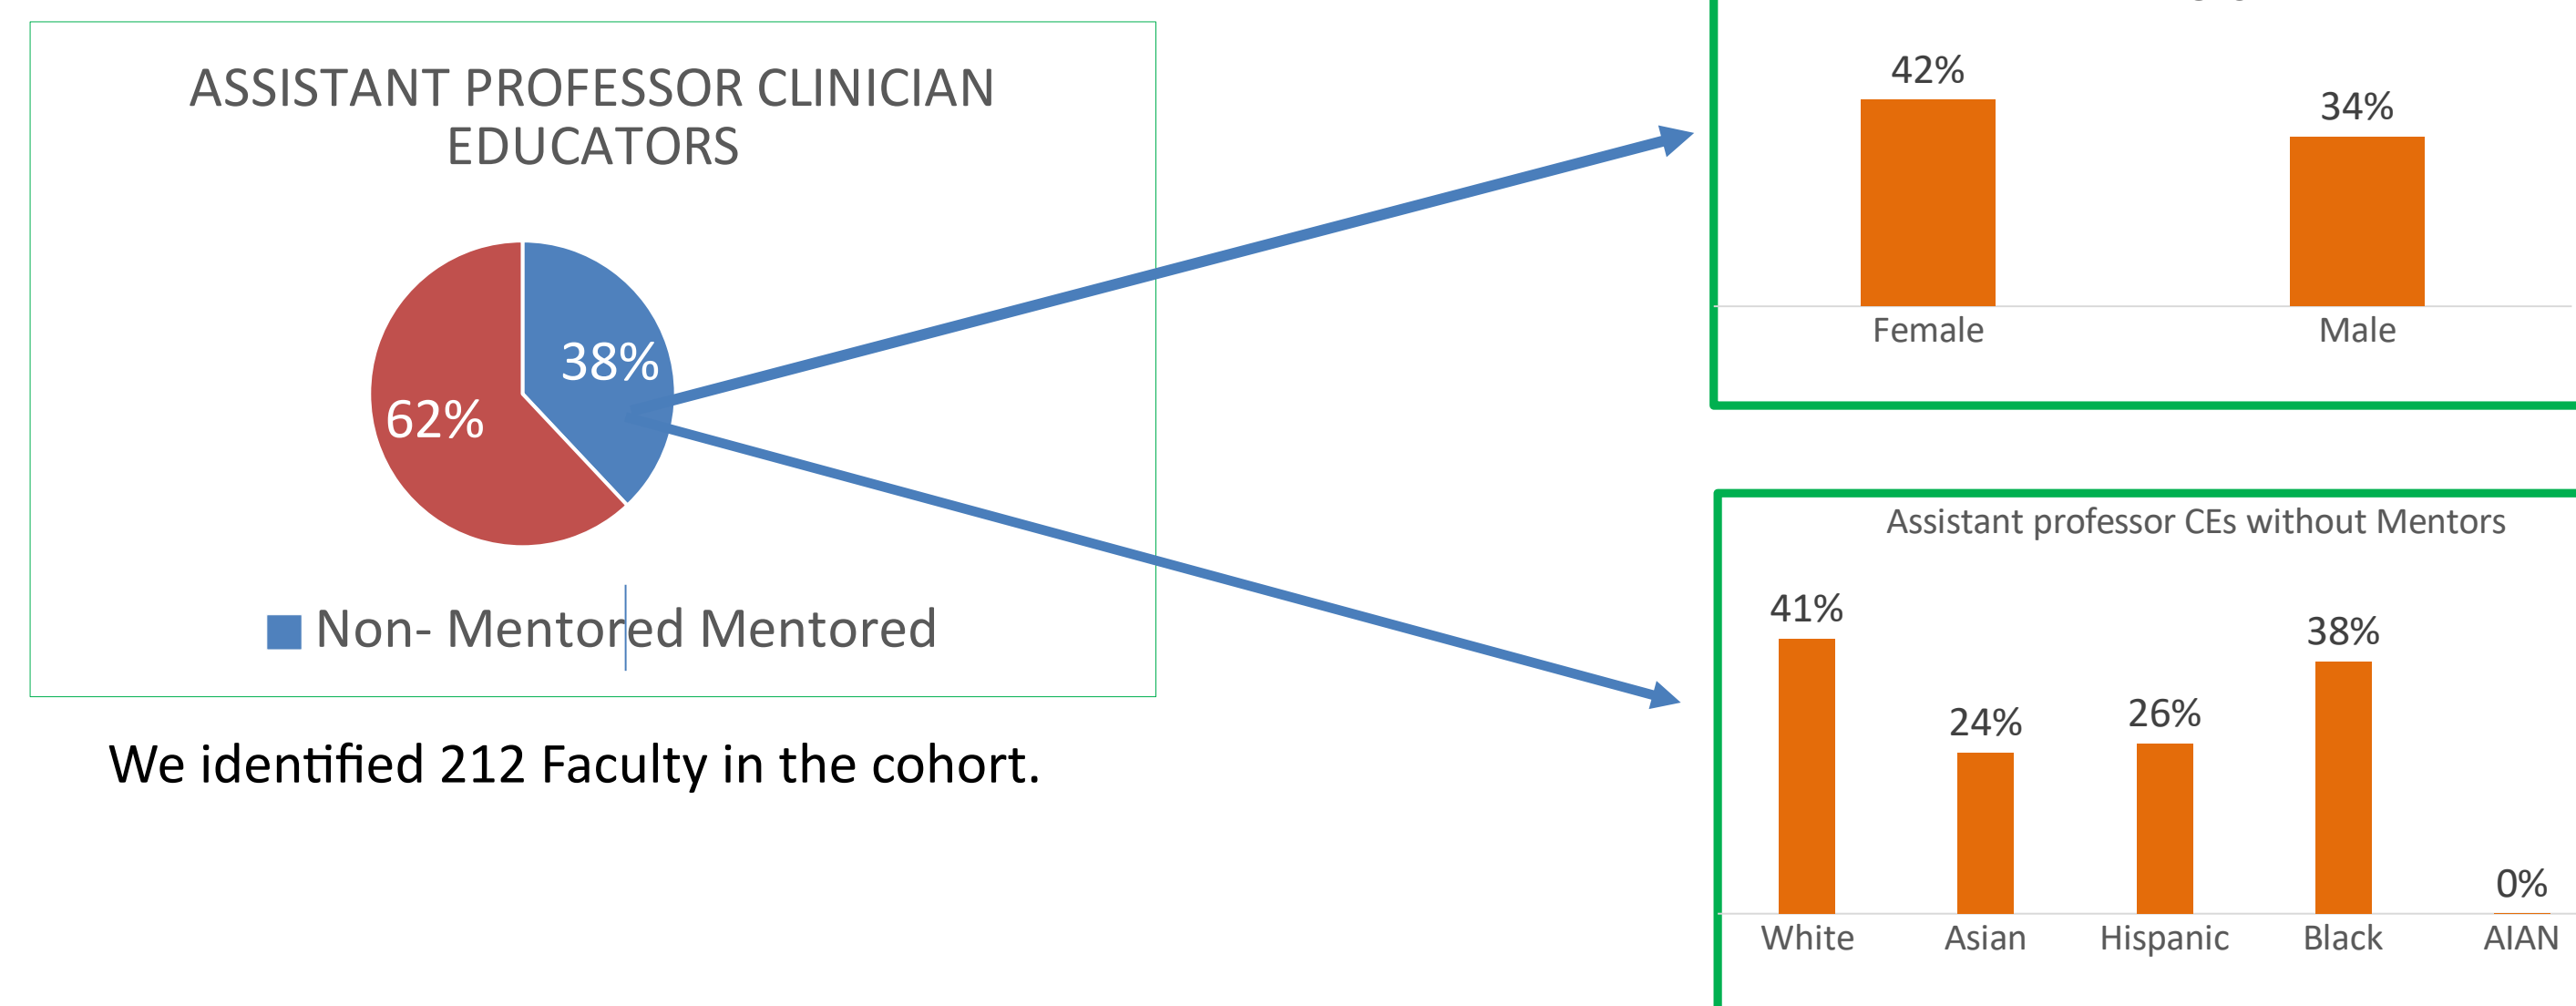 ASSISTANT PROFESSOR CLINICIAN
EDUCATORS
38%
62%
Non- Mentored Mentored
We identified 212 Faculty in the cohort.
42%
34%
Female
Male
Assistant professor CEs without Mentors
41%
24%
26%
38%
0%
White
Asian
Hispanic
Black
AIAN